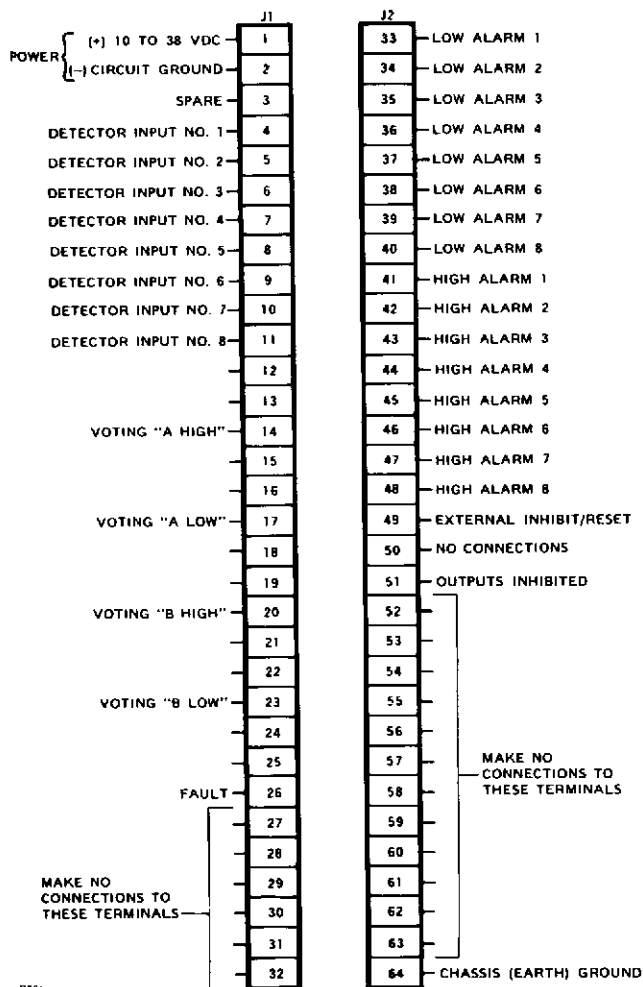 J1
POWER { (+) 10 TO 38 VDC 1
(–) CIRCUIT GROUND 2
SPARE 3
DETECTOR INPUT NO. 1 4
DETECTOR INPUT NO. 2 5
DETECTOR INPUT NO. 3 6
DETECTOR INPUT NO. 4 7
DETECTOR INPUT NO. 5 8
DETECTOR INPUT NO. 6 9
DETECTOR INPUT NO. 7 10
DETECTOR INPUT NO. 8 11
12
13
VOTING "A HIGH" 14
15
16
VOTING "A LOW" 17
18
19
VOTING "B HIGH" 20
21
22
VOTING "B LOW" 23
24
25
FAULT 26
27
28
29
30
31
32
MAKE NO
CONNECTIONS TO
THESE TERMINALS
J2
33 LOW ALARM 1
34 LOW ALARM 2
35 LOW ALARM 3
36 LOW ALARM 4
37 LOW ALARM 5
38 LOW ALARM 6
39 LOW ALARM 7
40 LOW ALARM 8
41 HIGH ALARM 1
42 HIGH ALARM 2
43 HIGH ALARM 3
44 HIGH ALARM 4
45 HIGH ALARM 5
46 HIGH ALARM 6
47 HIGH ALARM 7
48 HIGH ALARM 8
49 EXTERNAL INHIBIT/RESET
50 NO CONNECTIONS
51 OUTPUTS INHIBITED
52
53
54
55
56
57
58
59
60
61
62
63
MAKE NO
CONNECTIONS TO
THESE TERMINALS
64 CHASSIS (EARTH) GROUND